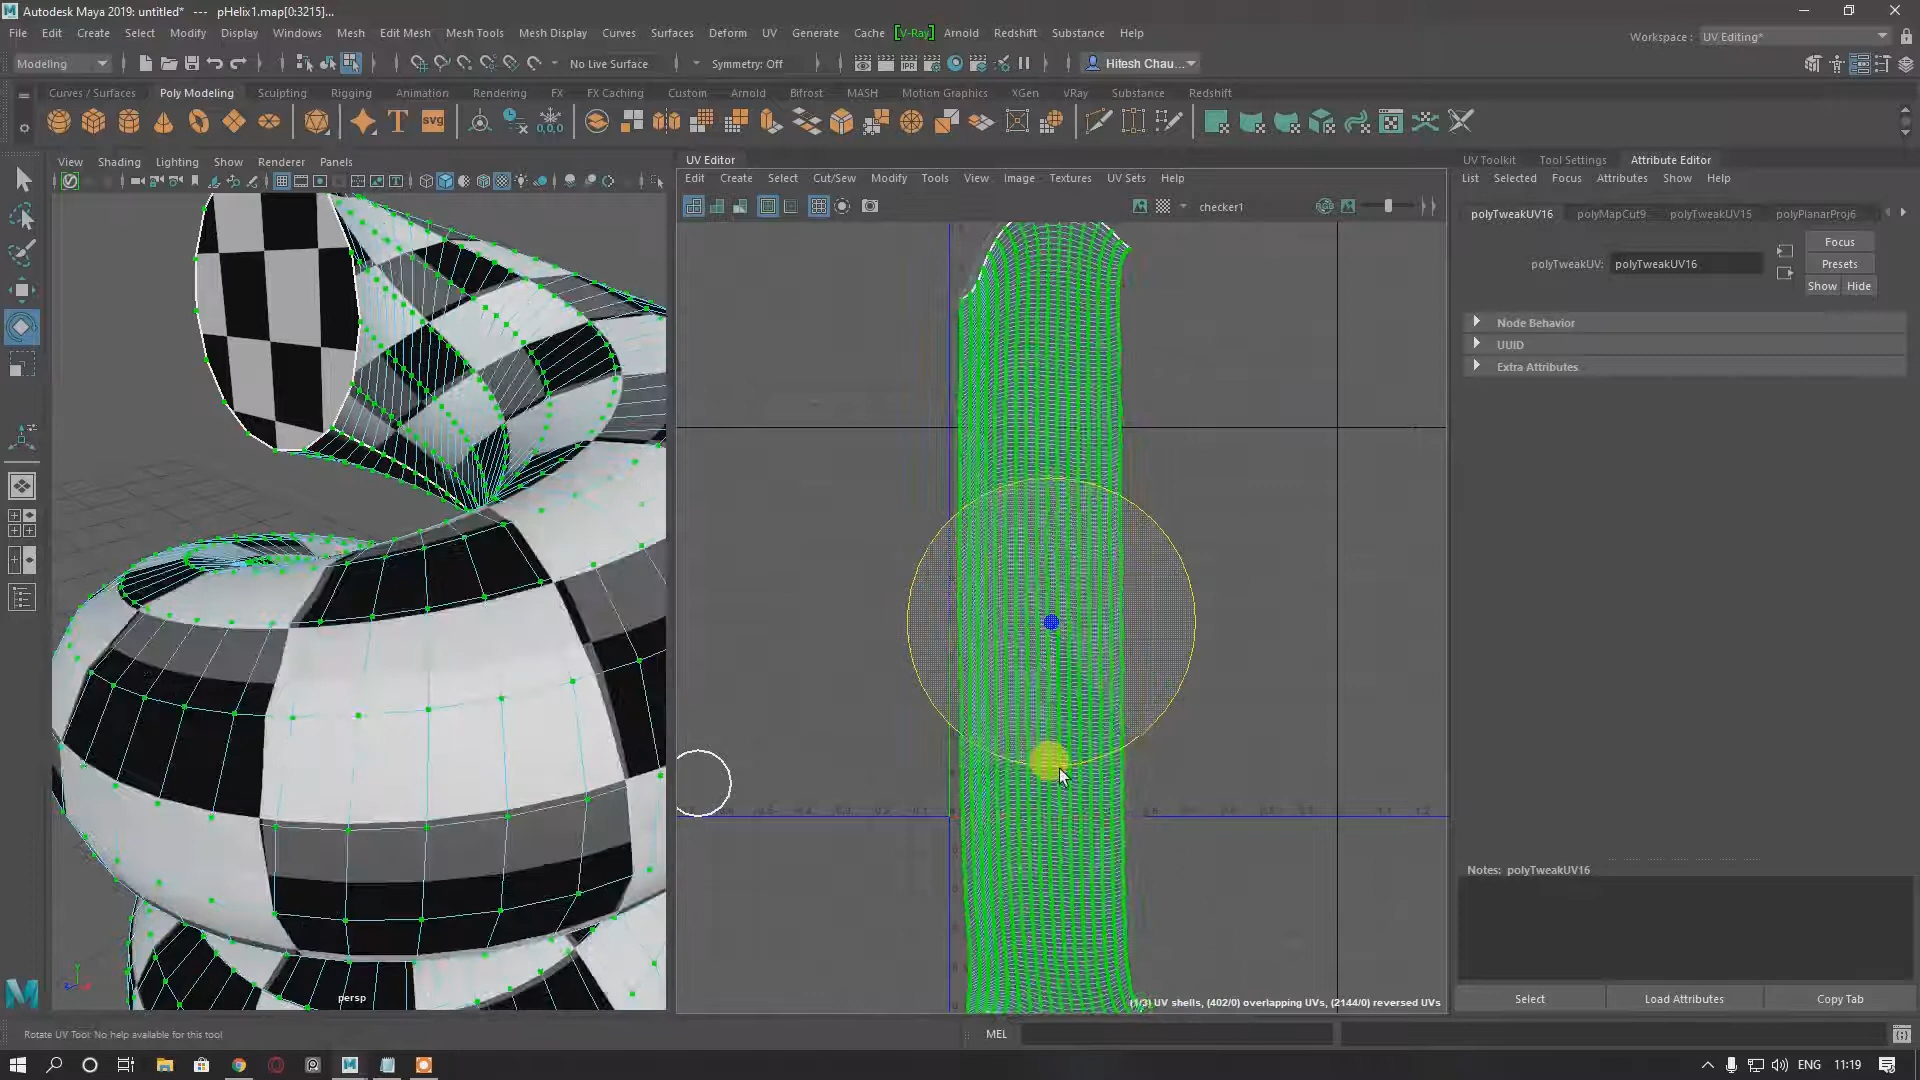 Autodesk Maya 2019: untitled*   ---   pHelix1.map[0:3215]...
File Edit Create Select Modify Display Windows Mesh Edit Mesh Mesh Tools Mesh Display Curves Surfaces Deform UV Generate Cache [V-Ray] Arnold Redshift Substance Help
Workspace : UV Editing*
Modeling No Live Surface Symmetry: Off Hitesh Chau...
Curves / Surfaces Poly Modeling Sculpting Rigging Animation Rendering FX FX Caching Custom Arnold Bifrost MASH Motion Graphics XGen VRay Substance Redshift
View Shading Lighting Show Renderer Panels
UV Editor
Edit Create Select Cut/Sew Modify View Tools Image Textures UV Sets Help
checker1
UV Toolkit Tool Settings Attribute Editor
List Selected Focus Attributes Show Help
polyTweakUV16 polyMapCut9 polyTweakUV15 polyPlanarProj6
polyTweakUV: polyTweakUV16
Focus
Presets
Show Hide
Node Behavior
UUID
Extra Attributes
Notes: polyTweakUV16
Select Load Attributes Copy Tab
persp
(1/3) UV shells, (402/0) overlapping UVs, (2144/0) reversed UVs
Rotate UV Tool: No help available for this tool
MEL
ENG 11:19